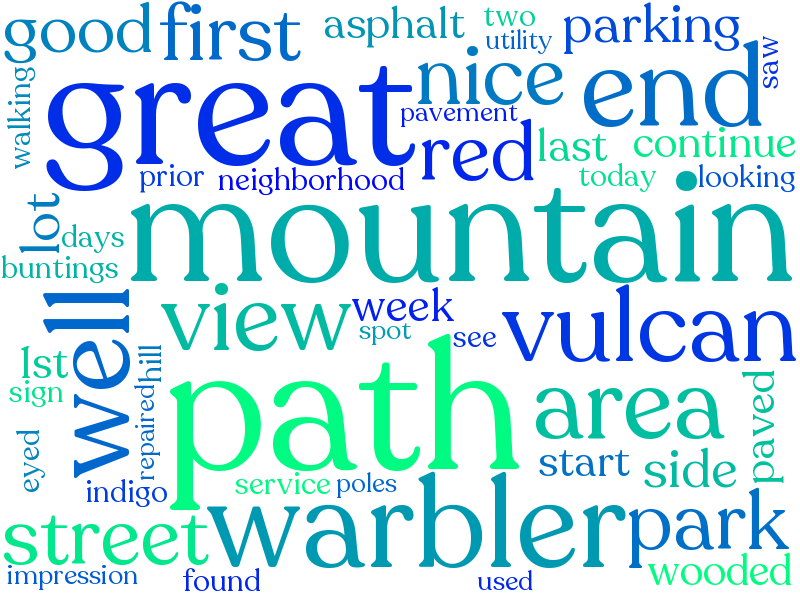 good
first
asphalt
two
utility
parking
saw
walking
great
nice
end
pavement
red
last
continue
prior
neighborhood
today
looking
lot
days
buntings
mountain
well
view
week
spot
see
vulcan
lst
sign
hill
repaired
path
area
paved
eyed
indigo
service
poles
start
side
street
warbler
park
impression
found
used
wooded